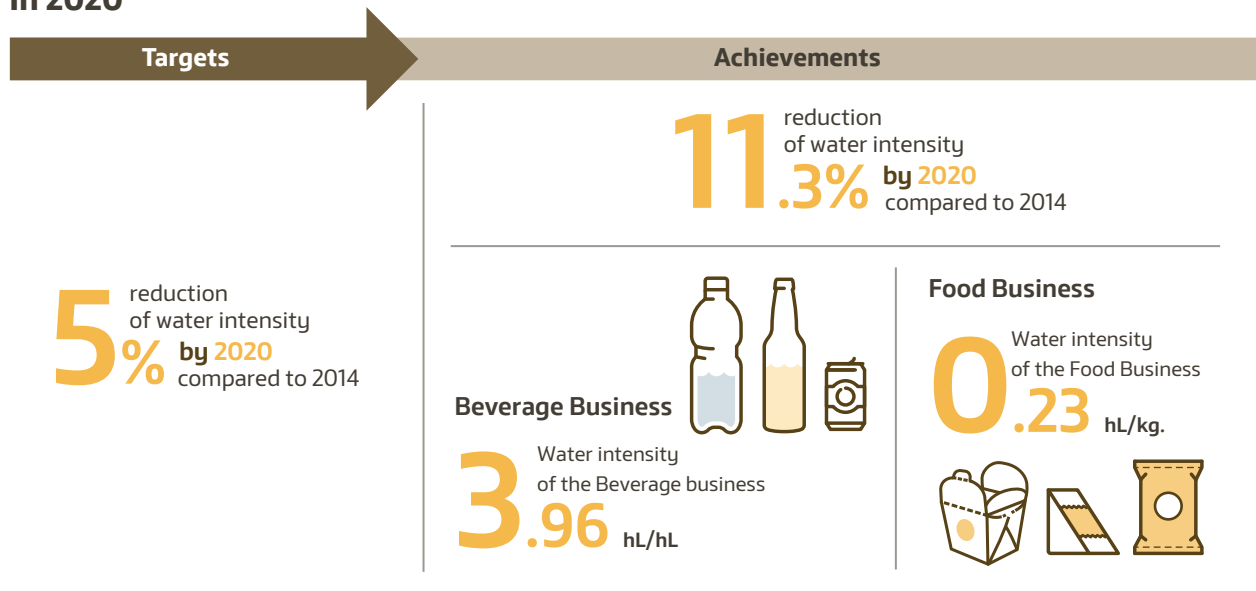 in 2020
Targets
Achievements
11.3%
reduction
of water intensity
by 2020
compared to 2014
5%
reduction
of water intensity
by 2020
compared to 2014
Beverage Business
3.96 hL/hL
Water intensity
of the Beverage business
Food Business
0.23 hL/kg.
Water intensity
of the Food Business